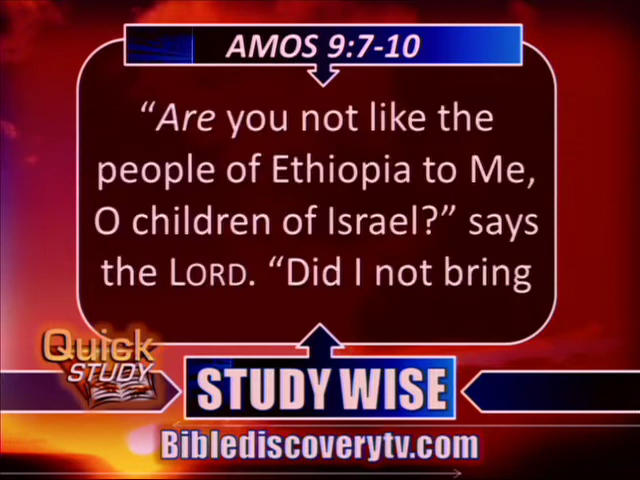 AMOS 9:7-10
“Are you not like the
people of Ethiopia to Me,
O children of Israel?” says
the LORD. “Did I not bring
Quick
STUDY
STUDY WISE
Biblediscoverytv.com